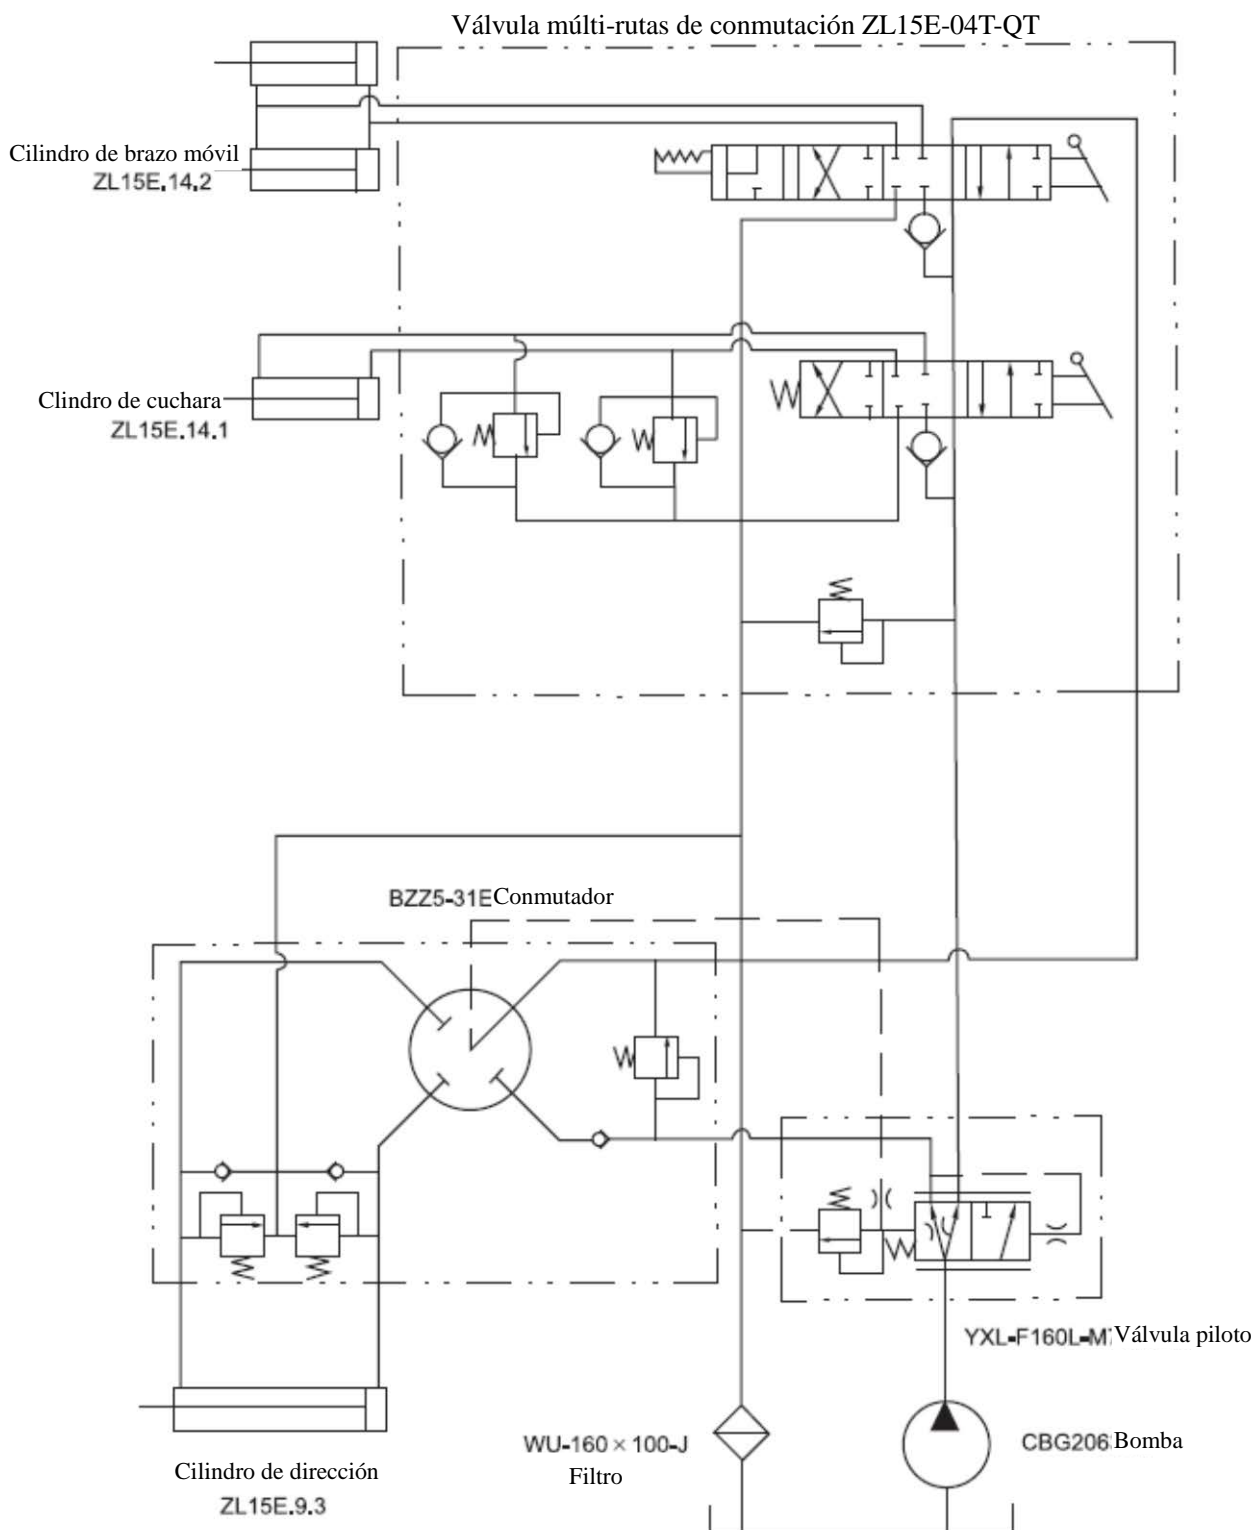 Válvula múlti-rutas de conmutación ZL15E-04T-QT
Cilindro de brazo móvil
ZL15E.14.2
Clindro de cuchara
ZL15E.14.1
BZZ5-31E Conmutador
YXL-F160L-M Válvula piloto
WU-160×100-J
Filtro
CBG206 Bomba
Cilindro de dirección
ZL15E.9.3